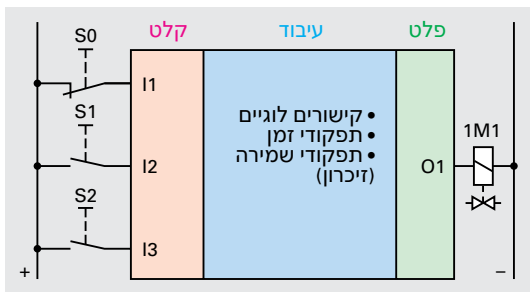 קלט
עיבוד
פלט
S0
I1
S1
I2
S2
I3
• קישורים לוגיים
• תפקודי זמן
• תפקודי שמירה
(זיכרון)
1M1
O1
+
–